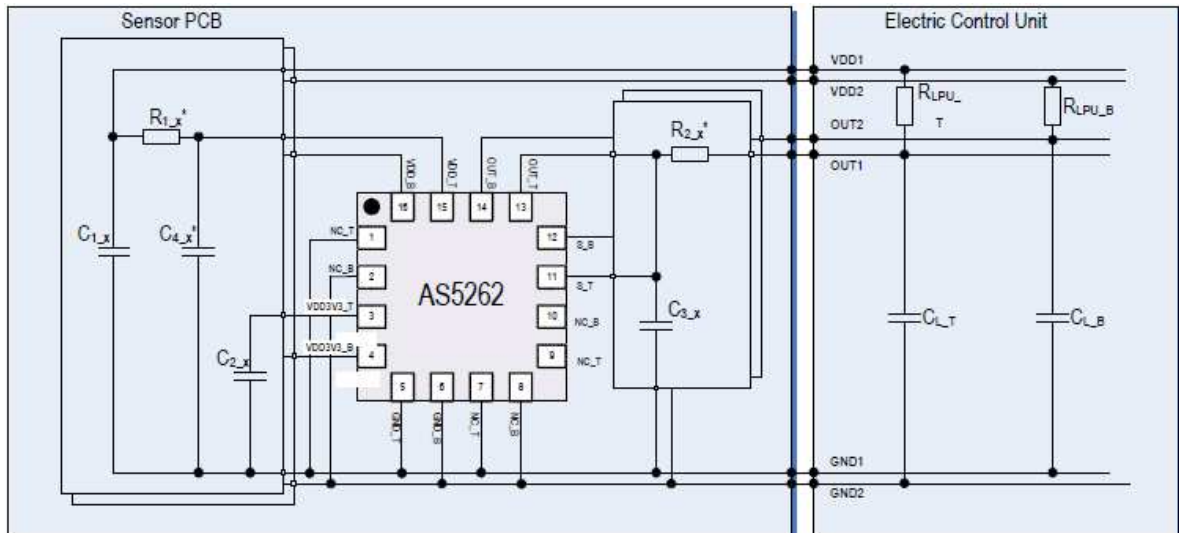 Sensor PCB
Electric Control Unit
VDD1
VDD2
RLPU_
T
RLPU_B
OUT2
OUT1
R1_x*
R2_x*
VDD_B
VDD_T
OUT_B
OUT_T
16
15
14
13
C1_x
C4_x*
NC_T
1
NC_B
2
VDD3V3_T
3
VDD3V3_B
4
C2_x
AS5262
12
S_B
11
S_T
10
NC_B
9
NC_T
C3_x
CL_T
CL_B
5
6
7
8
GND_T
GND_B
NC_T
NC_B
GND1
GND2